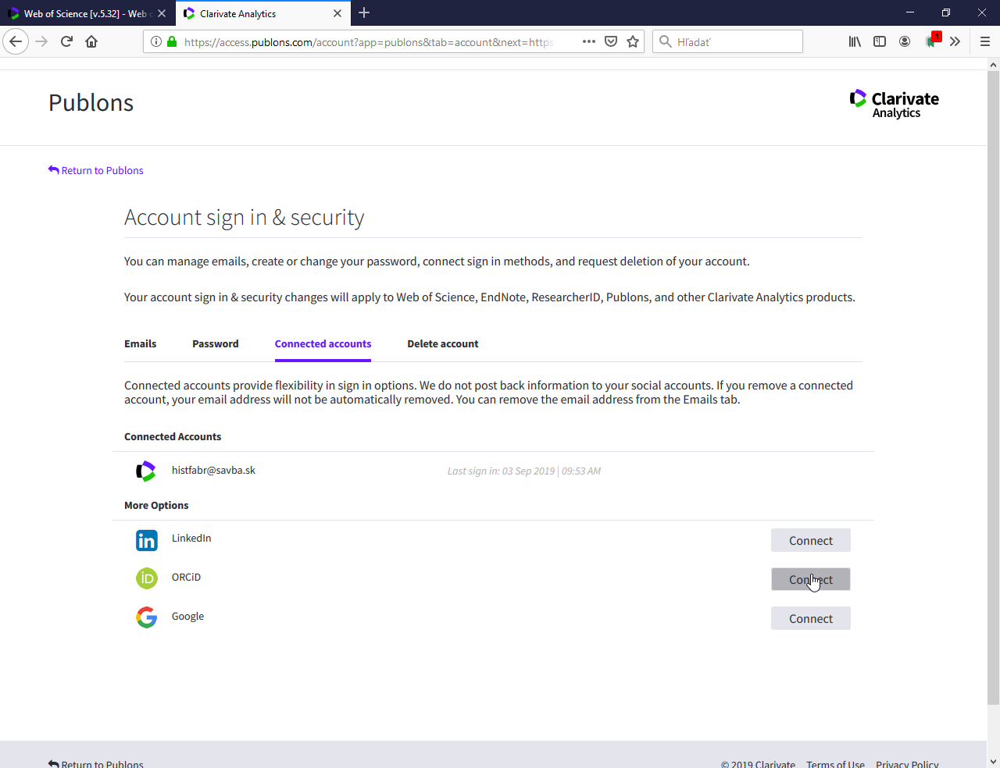 Web of Science [v.5.32] - Web
Clarivate Analytics
https://access.publons.com/account?app=publons&tab=account&next=https
Hľadať
1
Publons
Clarivate
Analytics
Return to Publons
Account sign in & security
You can manage emails, create or change your password, connect sign in methods, and request deletion of your account.
Your account sign in & security changes will apply to Web of Science, EndNote, ResearcherID, Publons, and other Clarivate Analytics products.
Emails Password Connected accounts Delete account
Connected accounts provide flexibility in sign in options. We do not post back information to your social accounts. If you remove a connected
account, your email address will not be automatically removed. You can remove the email address from the Emails tab.
Connected Accounts
histfabr@savba.sk Last sign in: 03 Sep 2019 | 09:53 AM
More Options
in LinkedIn Connect
iD ORCiD Connect
Google Connect
Return to Publons © 2019 Clarivate Terms of Use Privacy Policy